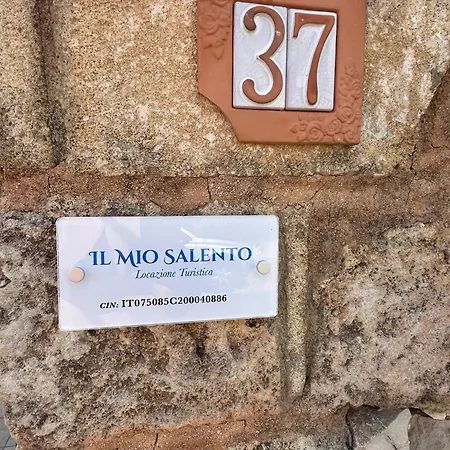 37
IL MIO SALENTO
Locazione Turistica
CIN: IT075085C200040886